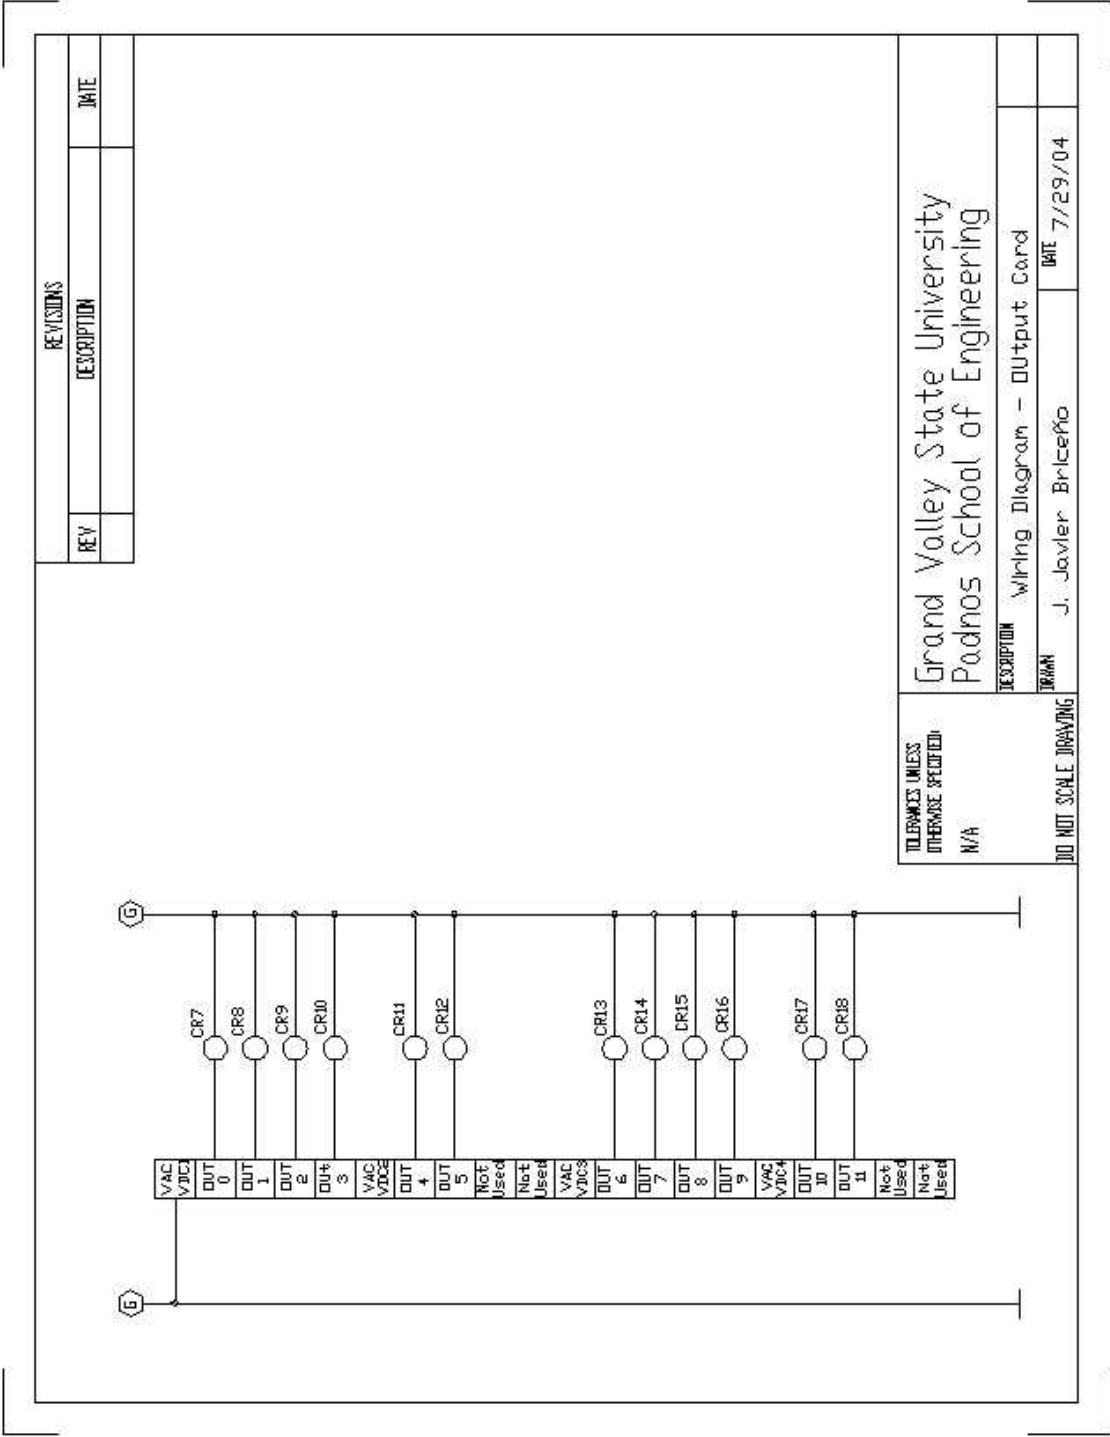 REVISIONS
REV DESCRIPTION DATE
G
G
VAC VDC1
OUT 0
CR7
OUT 1
CR8
OUT 2
CR9
OUt 3
CR10
VAC VDC2
OUT 4
CR11
OUT 5
CR12
Not Used
Not Used
VAC VDC3
OUT 6
CR13
OUT 7
CR14
OUT 8
CR15
OUT 9
CR16
VAC VDC4
OUT 10
CR17
OUT 11
CR18
Not Used
Not Used
TOLERANCES UNLESS
OTHERWISE SPECIFIED:
N/A
DO NOT SCALE DRAWING
Grand Valley State University
Padnos School of Engineering
DESCRIPTION Wiring Diagram - Output Card
DRAWN J. Javier Briceño DATE 7/29/04